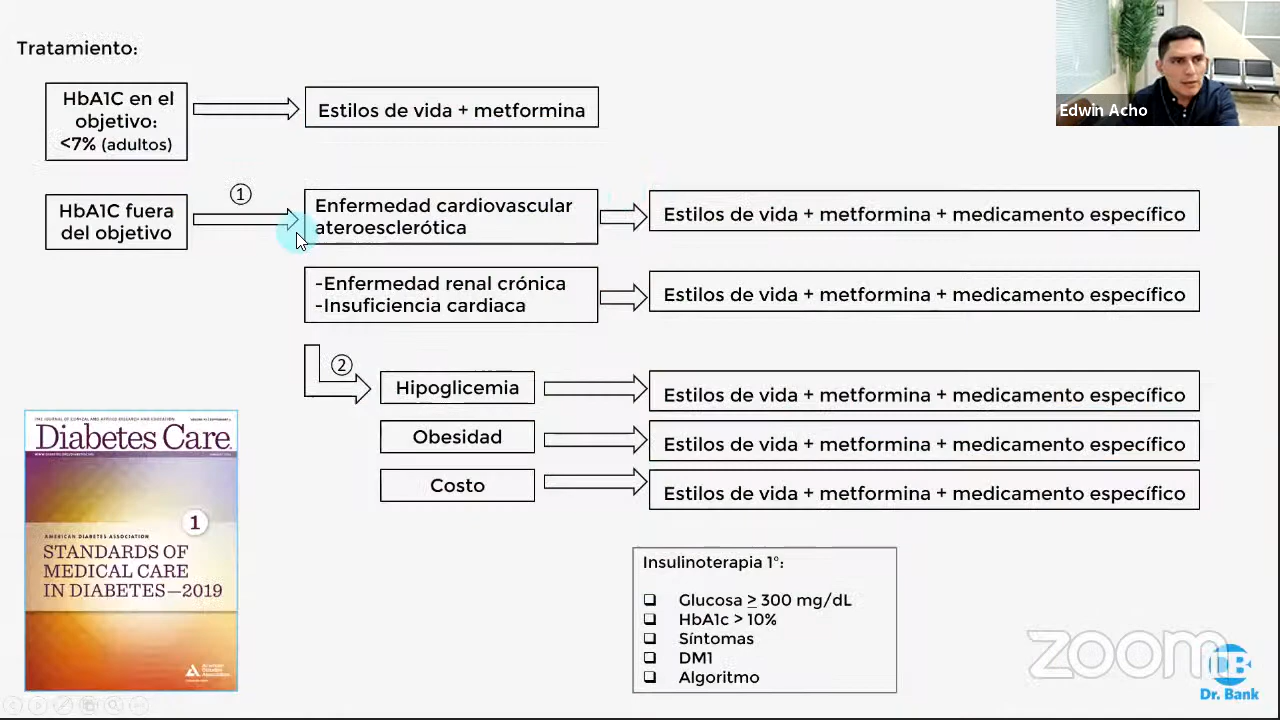 Tratamiento:
HbA1C en el
objetivo:
<7% (adultos)
Estilos de vida + metformina
Edwin Acho
HbA1C fuera
del objetivo
1
Enfermedad cardiovascular
ateroesclerótica
Estilos de vida + metformina + medicamento específico
-Enfermedad renal crónica
-Insuficiencia cardiaca
Estilos de vida + metformina + medicamento específico
2
Hipoglicemia
Estilos de vida + metformina + medicamento específico
Obesidad
Estilos de vida + metformina + medicamento específico
Costo
Estilos de vida + metformina + medicamento específico
THE JOURNAL OF CLINICAL AND APPLIED RESEARCH AND EDUCATION
Diabetes Care
1
AMERICAN DIABETES ASSOCIATION
STANDARDS OF
MEDICAL CARE
IN DIABETES—2019
American
Diabetes
Association
Insulinoterapia 1°:
Glucosa ≥ 300 mg/dL
HbA1c > 10%
Síntomas
DM1
Algoritmo
zoom
Dr. Bank